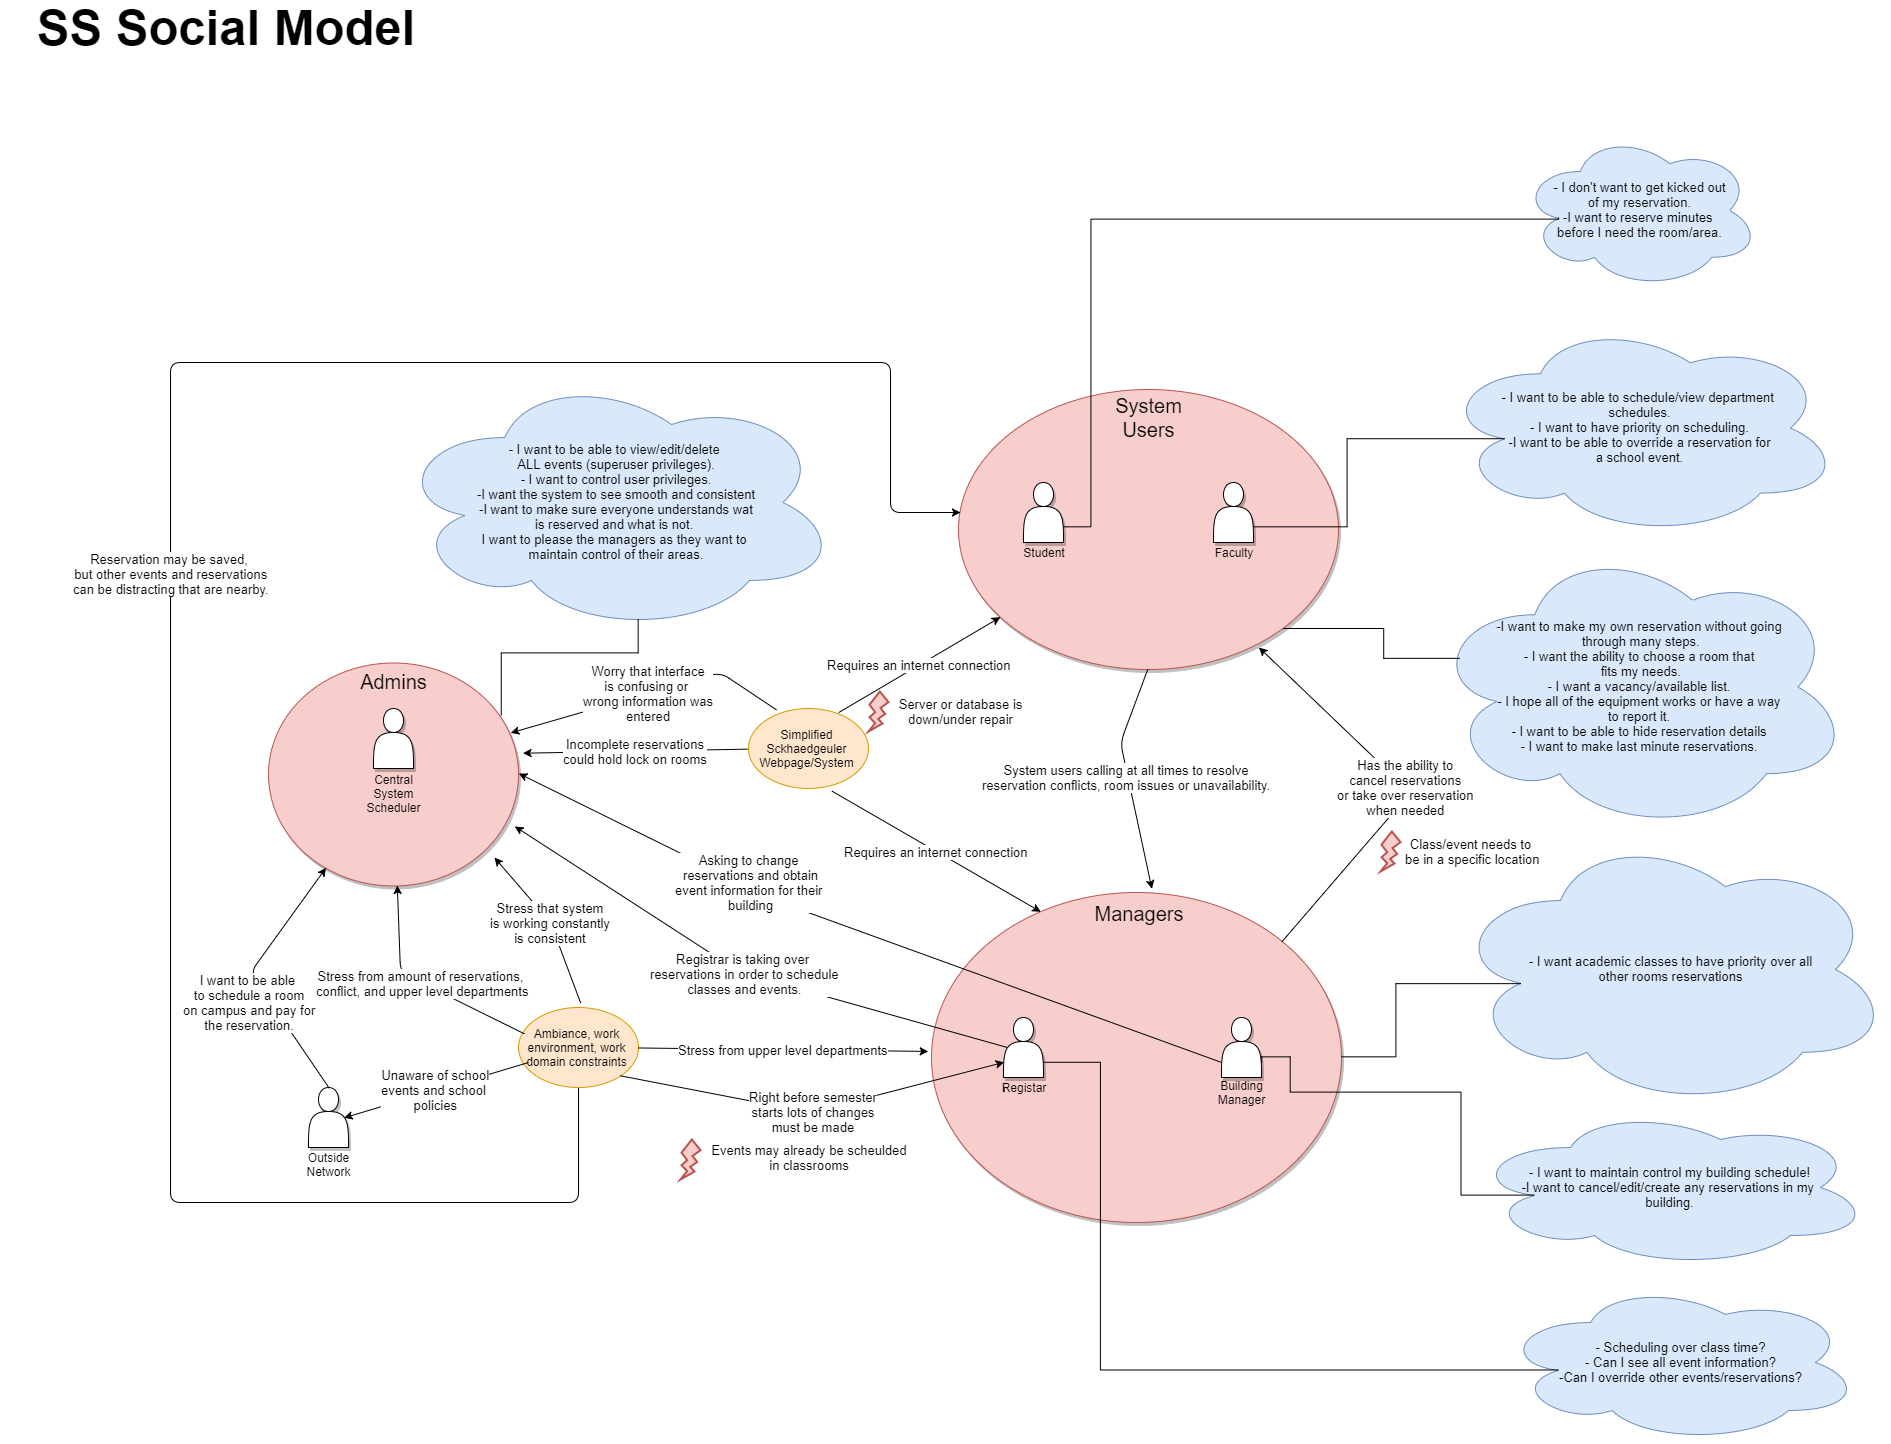 SS Social Model
- I don't want to get kicked out
of my reservation.
-I want to reserve minutes
before I need the room/area.
- I want to be able to schedule/view department
schedules.
- I want to have priority on scheduling.
-I want to be able to override a reservation for
a school event.
System
Users
Student
Faculty
- I want to be able to view/edit/delete
ALL events (superuser privileges).
- I want to control user privileges.
-I want the system to see smooth and consistent
-I want to make sure everyone understands wat
is reserved and what is not.
I want to please the managers as they want to
maintain control of their areas.
Reservation may be saved,
but other events and reservations
can be distracting that are nearby.
-I want to make my own reservation without going
through many steps.
- I want the ability to choose a room that
fits my needs.
- I want a vacancy/available list.
- I hope all of the equipment works or have a way
to report it.
- I want to be able to hide reservation details
- I want to make last minute reservations.
Admins
Central
System
Scheduler
Worry that interface
is confusing or
wrong information was
entered
Incomplete reservations
could hold lock on rooms
Requires an internet connection
Server or database is
down/under repair
Simplified
Sckhaedgeuler
Webpage/System
System users calling at all times to resolve
reservation conflicts, room issues or unavailability.
Has the ability to
cancel reservations
or take over reservation
when needed
Class/event needs to
be in a specific location
Requires an internet connection
Asking to change
reservations and obtain
event information for their
building
Stress that system
is working constantly
is consistent
Registrar is taking over
reservations in order to schedule
classes and events.
Managers
Registar
Building
Manager
- I want academic classes to have priority over all
other rooms reservations
I want to be able
to schedule a room
on campus and pay for
the reservation.
Stress from amount of reservations,
conflict, and upper level departments
Ambiance, work
environment, work
domain constraints
Stress from upper level departments
Unaware of school
events and school
policies
Right before semester
starts lots of changes
must be made
Events may already be scheulded
in classrooms
Outside
Network
- I want to maintain control my building schedule!
-I want to cancel/edit/create any reservations in my
building.
- Scheduling over class time?
- Can I see all event information?
-Can I override other events/reservations?